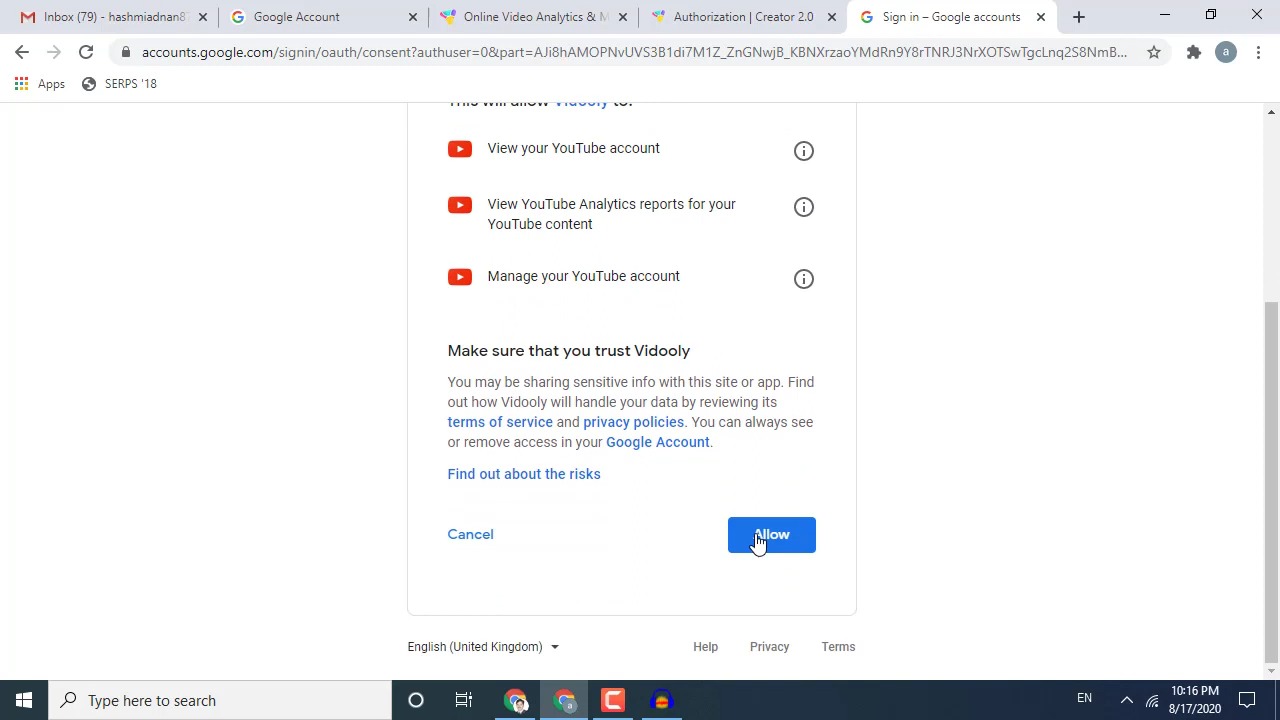 Inbox (79) - hashmiadnan8
Google Account
Online Video Analytics & M
Authorization | Creator 2.0
Sign in – Google accounts
accounts.google.com/signin/oauth/consent?authuser=0&part=AJi8hAMOPNvUVS3B1di7M1Z_ZnGNwjB_KBNXrzaoYMdRn9Y8rTNRJ3NrXOTSwTgcLnq2S8NmB...
a
Apps
SERPS '18
This will allow Vidooly to:
View your YouTube account
View YouTube Analytics reports for your
YouTube content
Manage your YouTube account
Make sure that you trust Vidooly
You may be sharing sensitive info with this site or app. Find
out how Vidooly will handle your data by reviewing its
terms of service and privacy policies. You can always see
or remove access in your Google Account.
Find out about the risks
Cancel
Allow
English (United Kingdom)
Help
Privacy
Terms
Type here to search
EN
10:16 PM
8/17/2020